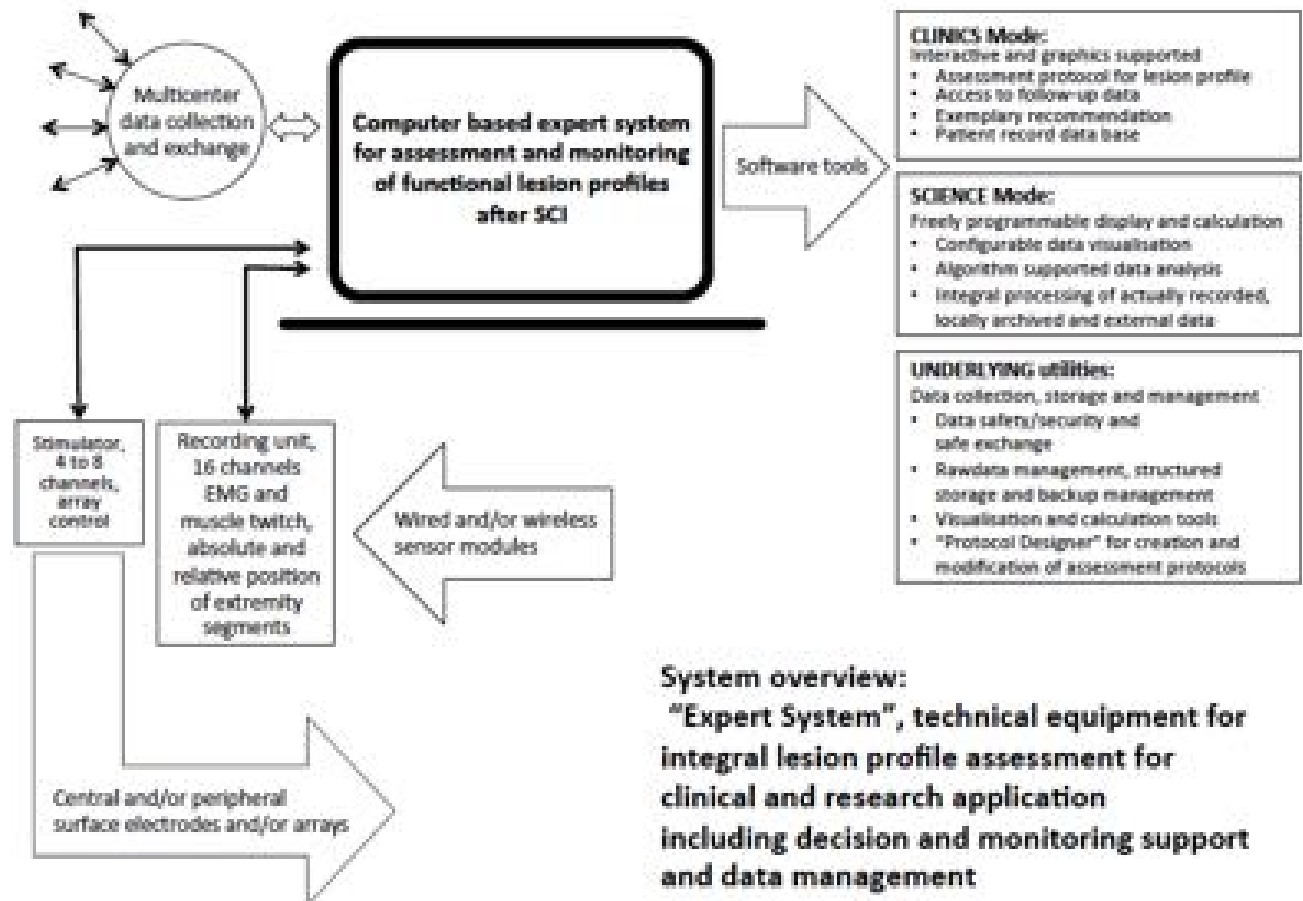 Multicenter
data collection
and exchange
Computer based expert system
for assessment and monitoring
of functional lesion profiles
after SCI
Software tools
CLINICS Mode:
Interactive and graphics supported
• Assessment protocol for lesion profile
• Access to follow-up data
• Exemplary recommendation
• Patient record data base
SCIENCE Mode:
Freely programmable display and calculation
• Configurable data visualisation
• Algorithm supported data analysis
• Integral processing of actually recorded,
locally archived and external data
UNDERLYING utilities:
Data collection, storage and management
• Data safety/security and
safe exchange
• Rawdata management, structured
storage and backup management
• Visualisation and calculation tools
• “Protocol Designer” for creation and
modification of assessment protocols
Stimulator,
4 to 8
channels,
array
control
Recording unit,
16 channels
EMG and
muscle twitch,
absolute and
relative position
of extremity
segments
Wired and/or wireless
sensor modules
Central and/or peripheral
surface electrodes and/or arrays
System overview:
“Expert System”, technical equipment for
integral lesion profile assessment for
clinical and research application
including decision and monitoring support
and data management